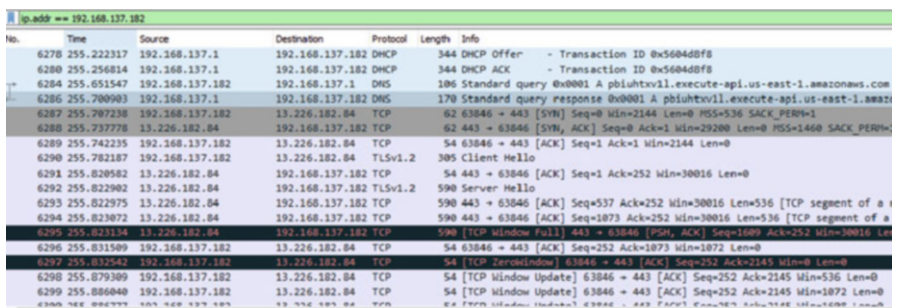 ip.addr == 192.168.137.182
No. Time Source Destination Protocol Length Info
6278 255.222317 192.168.137.1 192.168.137.182 DHCP 344 DHCP Offer - Transaction ID 0x5604d8f8
6280 255.256814 192.168.137.1 192.168.137.182 DHCP 344 DHCP ACK - Transaction ID 0x5604d8f8
6284 255.651547 192.168.137.182 192.168.137.1 DNS 106 Standard query 0x0001 A pbiuhtxv1l.execute-api.us-east-1.amazonaws.com
6286 255.700903 192.168.137.1 192.168.137.182 DNS 170 Standard query response 0x0001 A pbiuhtxv1l.execute-api.us-east-1.amazo
6287 255.707238 192.168.137.182 13.226.182.84 TCP 62 63846 → 443 [SYN] Seq=0 Win=2144 Len=0 MSS=536 SACK_PERM=1
6288 255.737778 13.226.182.84 192.168.137.182 TCP 62 443 → 63846 [SYN, ACK] Seq=0 Ack=1 Win=29200 Len=0 MSS=1460 SACK_PERM=
6289 255.742235 192.168.137.182 13.226.182.84 TCP 54 63846 → 443 [ACK] Seq=1 Ack=1 Win=2144 Len=0
6290 255.782187 192.168.137.182 13.226.182.84 TLSv1.2 305 Client Hello
6291 255.820582 13.226.182.84 192.168.137.182 TCP 54 443 → 63846 [ACK] Seq=1 Ack=252 Win=30016 Len=0
6292 255.822902 13.226.182.84 192.168.137.182 TLSv1.2 590 Server Hello
6293 255.822975 13.226.182.84 192.168.137.182 TCP 590 443 → 63846 [ACK] Seq=537 Ack=252 Win=30016 Len=536 [TCP segment of a
6294 255.823072 13.226.182.84 192.168.137.182 TCP 590 443 → 63846 [ACK] Seq=1073 Ack=252 Win=30016 Len=536 [TCP segment of a
6295 255.823134 13.226.182.84 192.168.137.182 TCP 590 [TCP Window Full] 443 → 63846 [PSH, ACK] Seq=1609 Ack=252 Win=30016 Len
6296 255.831509 192.168.137.182 13.226.182.84 TCP 54 63846 → 443 [ACK] Seq=252 Ack=1073 Win=1072 Len=0
6297 255.832542 192.168.137.182 13.226.182.84 TCP 54 [TCP ZeroWindow] 63846 → 443 [ACK] Seq=252 Ack=2145 Win=0 Len=0
6298 255.879309 192.168.137.182 13.226.182.84 TCP 54 [TCP Window Update] 63846 → 443 [ACK] Seq=252 Ack=2145 Win=536 Len=0
6299 255.886040 192.168.137.182 13.226.182.84 TCP 54 [TCP Window Update] 63846 → 443 [ACK] Seq=252 Ack=2145 Win=1072 Len=0